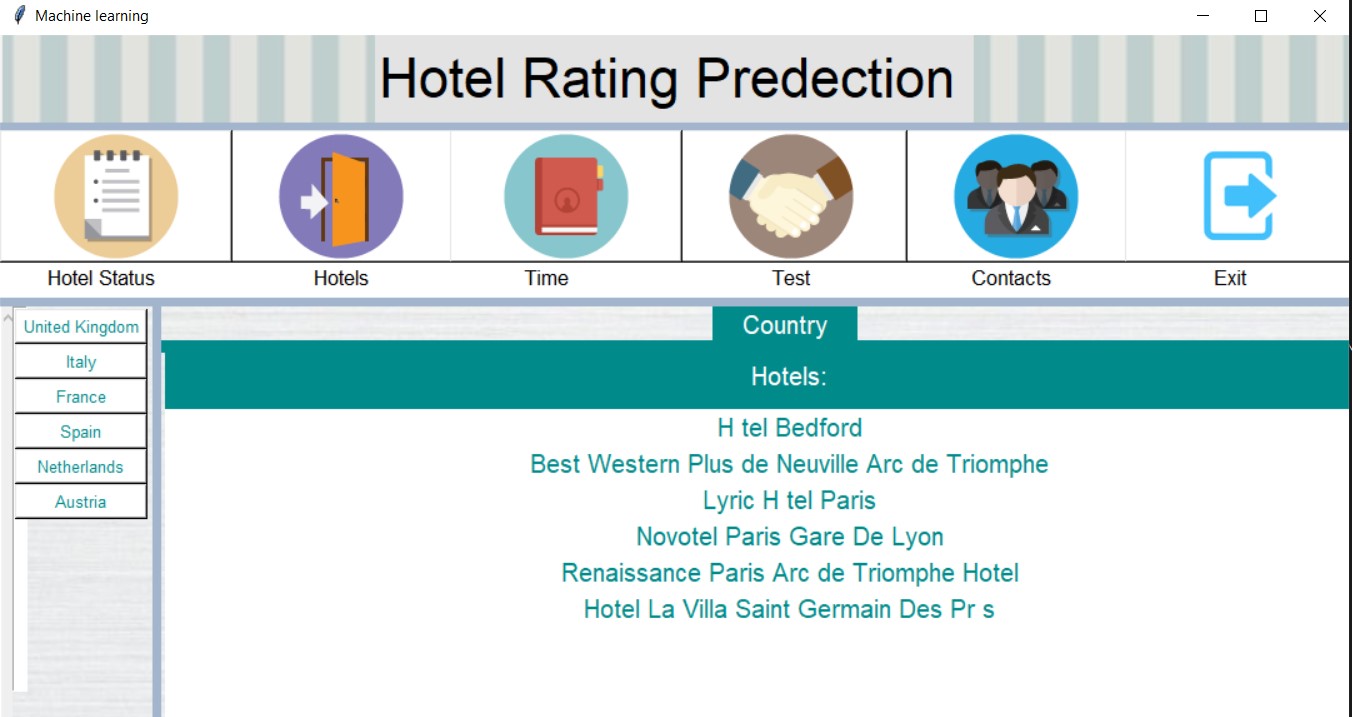 Machine learning
Hotel Rating Predection
Hotel Status
Hotels
Time
Test
Contacts
Exit
United Kingdom
Italy
France
Spain
Netherlands
Austria
Country
Hotels:
H tel Bedford
Best Western Plus de Neuville Arc de Triomphe
Lyric H tel Paris
Novotel Paris Gare De Lyon
Renaissance Paris Arc de Triomphe Hotel
Hotel La Villa Saint Germain Des Pr s